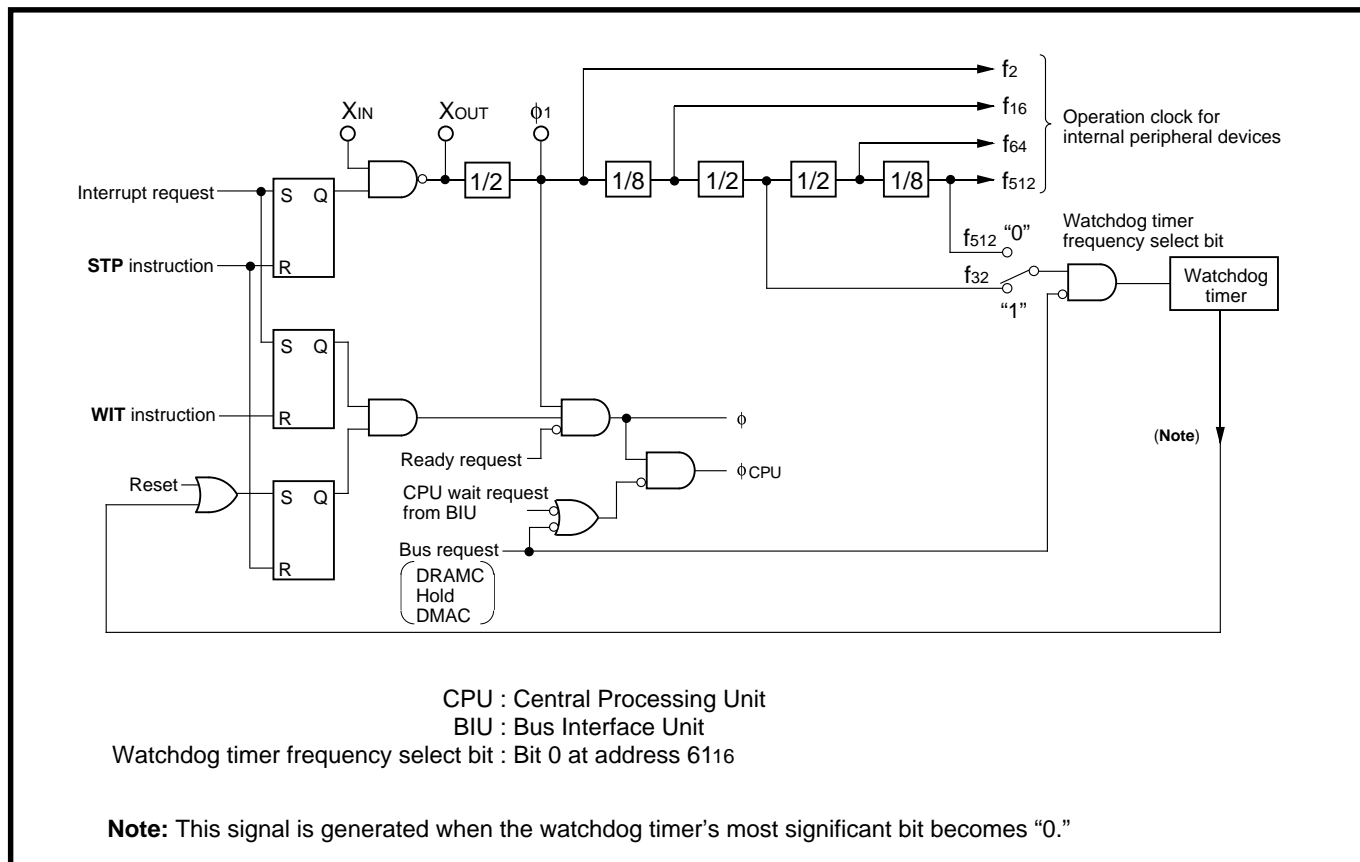 f2
XIN
XOUT
ϕ1
f16
Operation clock for
internal peripheral devices
f64
1/2
1/8
1/2
1/2
1/8
f512
Interrupt request
S Q
R
STP instruction
f512 “0”
Watchdog timer
frequency select bit
f32
“1”
Watchdog
timer
S Q
R
WIT instruction
ϕ
(Note)
Ready request
ϕCPU
Reset
S Q
R
CPU wait request
from BIU
Bus request
DRAMC
Hold
DMAC
CPU : Central Processing Unit
BIU : Bus Interface Unit
Watchdog timer frequency select bit : Bit 0 at address 6116
Note: This signal is generated when the watchdog timer’s most significant bit becomes “0.”